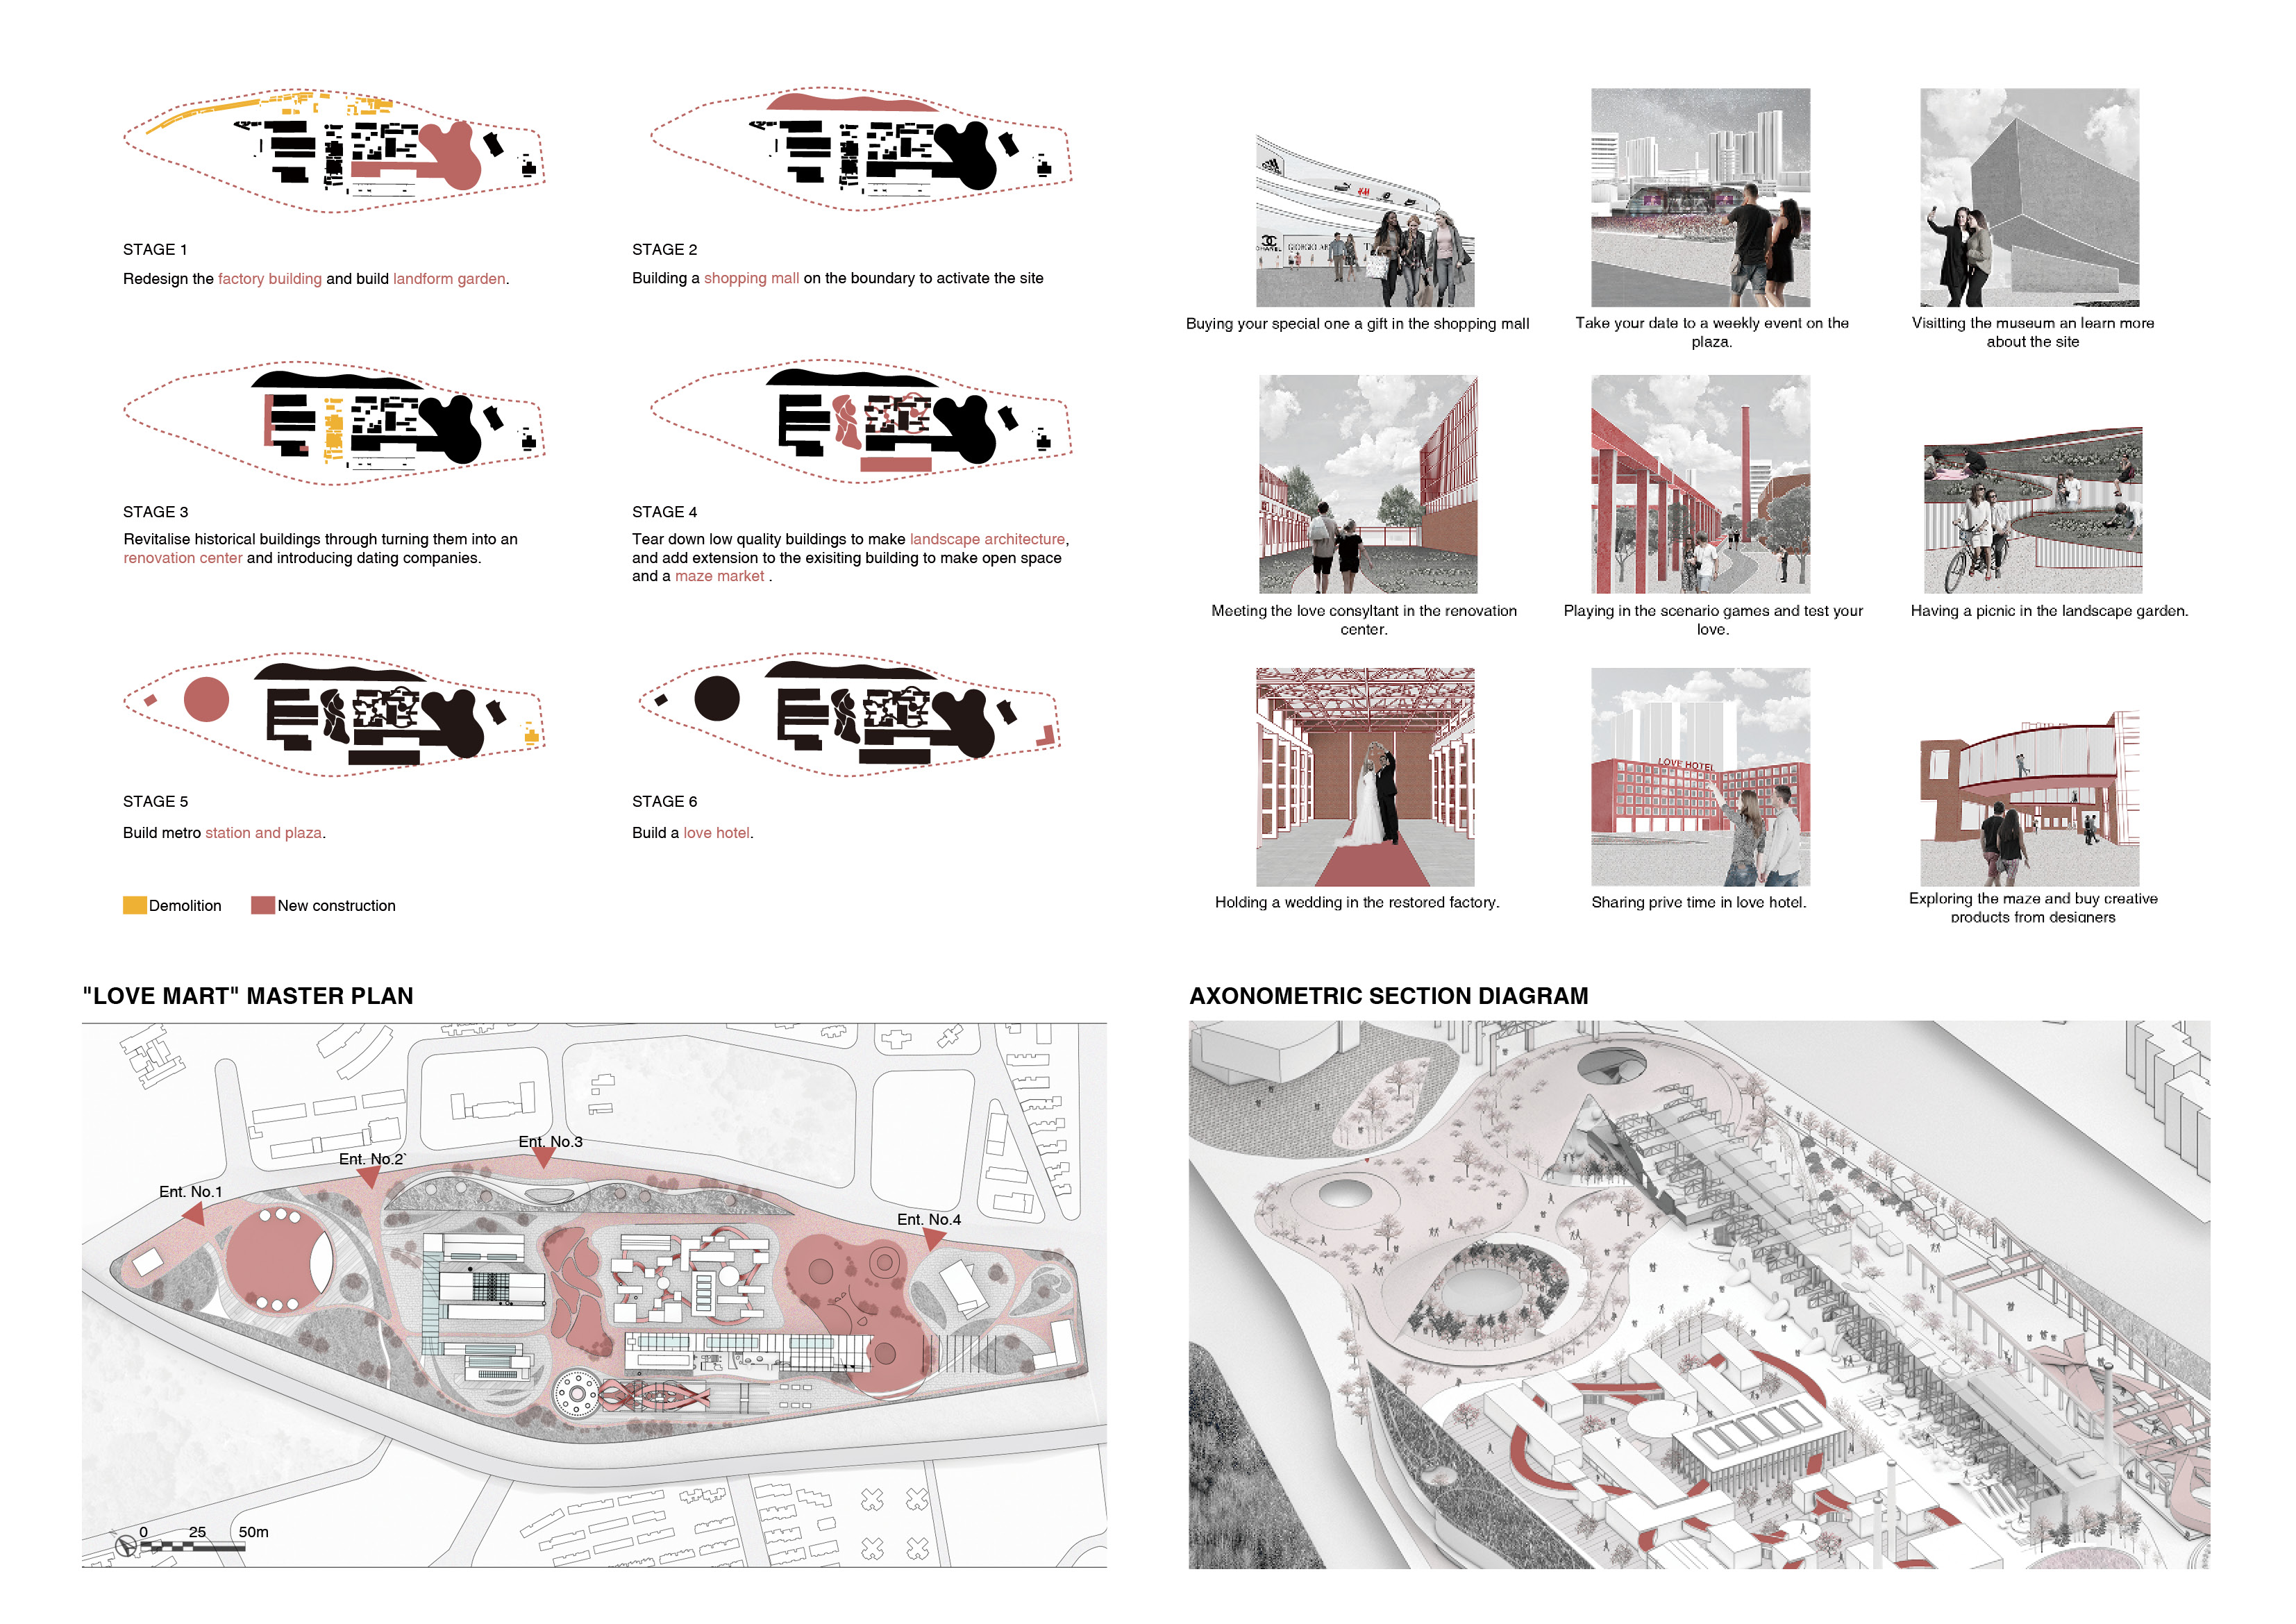 STAGE 1
Redesign the factory building and build landform garden.
STAGE 2
Building a shopping mall on the boundary to activate the site
STAGE 3
Revitalise historical buildings through turning them into an
renovation center and introducing dating companies.
STAGE 4
Tear down low quality buildings to make landscape architecture,
and add extension to the exisiting building to make open space
and a maze market .
STAGE 5
Build metro station and plaza.
STAGE 6
Build a love hotel.
Demolition
New construction
H&M
CHANEL
GIORGIO
Buying your special one a gift in the shopping mall
Take your date to a weekly event on the
plaza.
Visitting the museum an learn more
about the site
Meeting the love consyltant in the renovation
center.
Playing in the scenario games and test your
love.
Having a picnic in the landscape garden.
LOVE HOTEL
Holding a wedding in the restored factory.
Sharing prive time in love hotel.
Exploring the maze and buy creative
products from designers
"LOVE MART" MASTER PLAN
Ent. No.3
Ent. No.2`
Ent. No.1
Ent. No.4
0 25 50m
AXONOMETRIC SECTION DIAGRAM